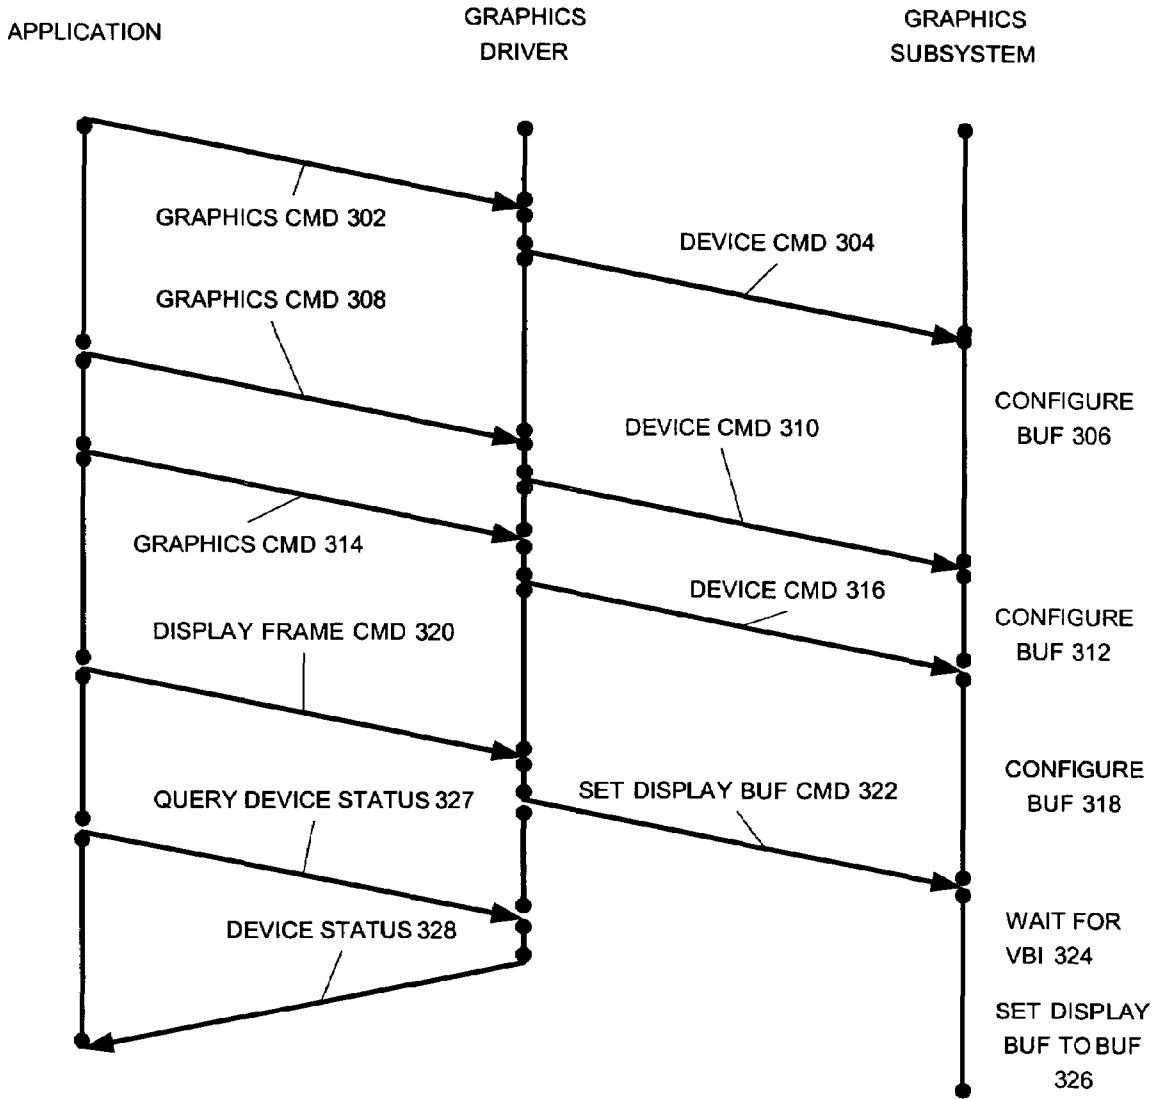 APPLICATION
GRAPHICS
DRIVER
GRAPHICS
SUBSYSTEM
GRAPHICS CMD 302
DEVICE CMD 304
GRAPHICS CMD 308
CONFIGURE
BUF 306
DEVICE CMD 310
GRAPHICS CMD 314
DEVICE CMD 316
CONFIGURE
BUF 312
DISPLAY FRAME CMD 320
CONFIGURE
BUF 318
SET DISPLAY BUF CMD 322
QUERY DEVICE STATUS 327
WAIT FOR
VBI 324
DEVICE STATUS 328
SET DISPLAY
BUF TO BUF
326